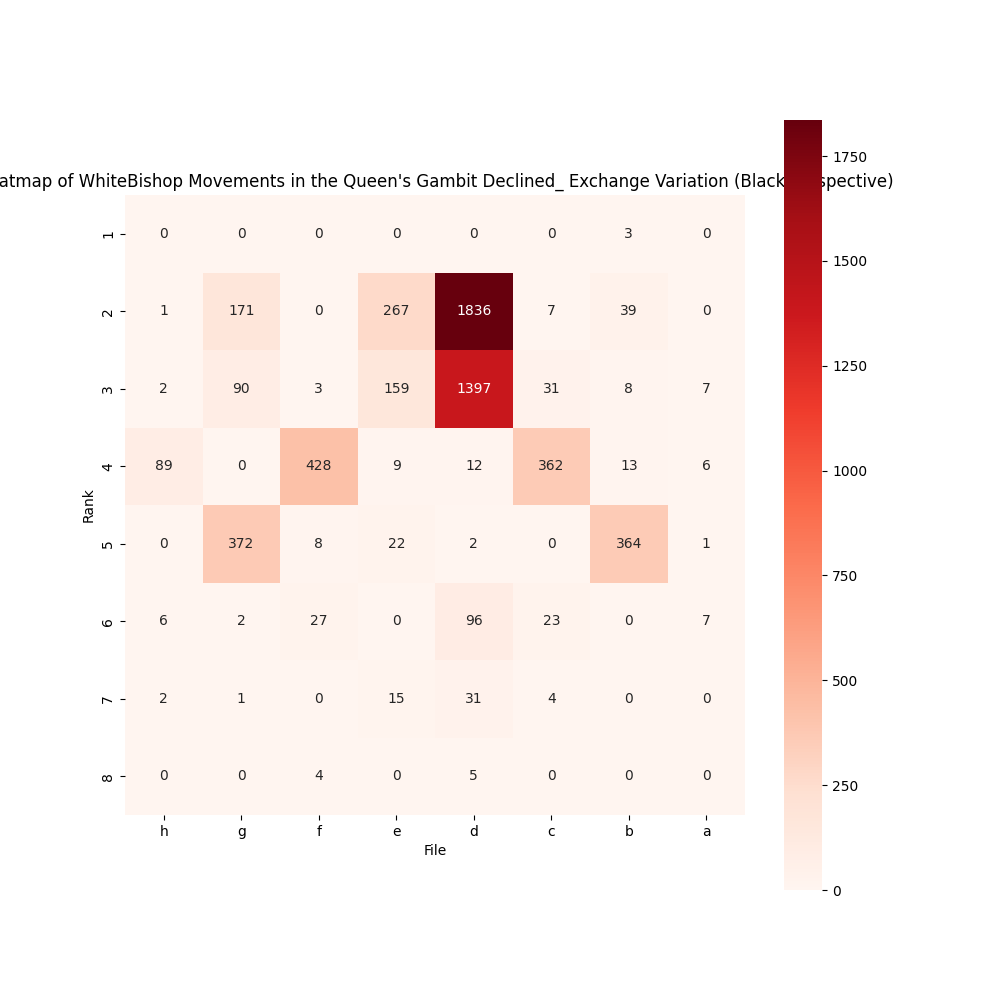 atmap of WhiteBishop Movements in the Queen's Gambit Declined_ Exchange Variation (Black spective)
1 0 0 0 0 0 0 3 0
2 1 171 0 267 1836 7 39 0
3 2 90 3 159 1397 31 8 7
4 89 0 428 9 12 362 13 6
5 0 372 8 22 2 0 364 1
6 6 2 27 0 96 23 0 7
7 2 1 0 15 31 4 0 0
8 0 0 4 0 5 0 0 0
h g f e d c b a
File
Rank
1750
1500
1250
1000
750
500
250
0